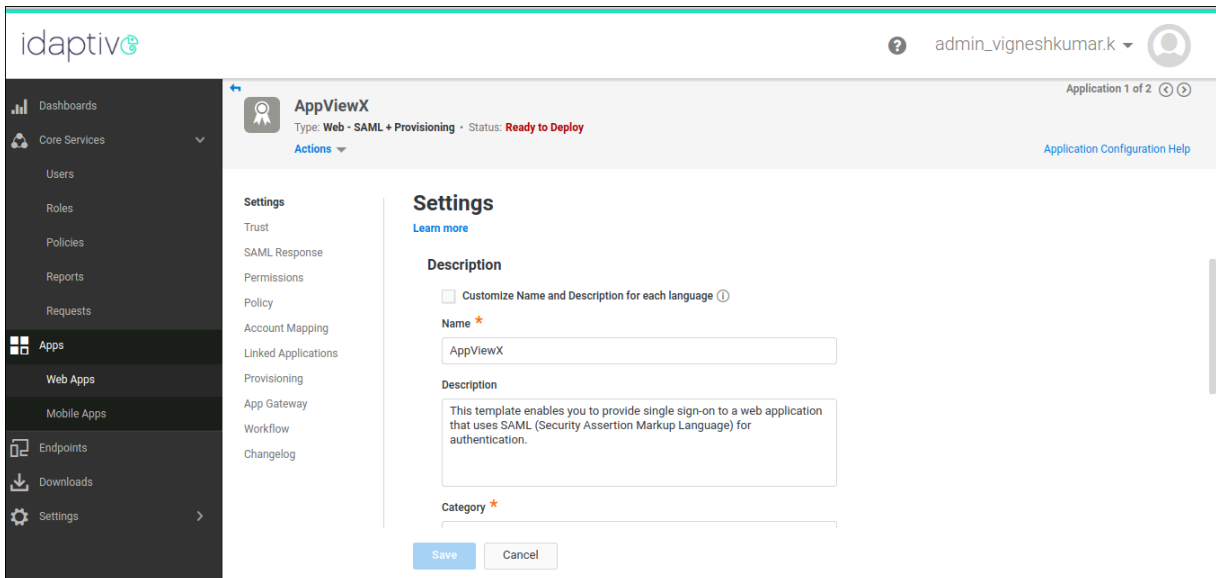 idaptive
admin_vigneshkumar.k
Dashboards
Core Services
Users
Roles
Policies
Reports
Requests
Apps
Web Apps
Mobile Apps
Endpoints
Downloads
Settings
AppViewX
Type: Web - SAML + Provisioning • Status: Ready to Deploy
Actions
Application 1 of 2
Application Configuration Help
Settings
Trust
SAML Response
Permissions
Policy
Account Mapping
Linked Applications
Provisioning
App Gateway
Workflow
Changelog
Settings
Learn more
Description
Customize Name and Description for each language
Name *
AppViewX
Description
This template enables you to provide single sign-on to a web application
that uses SAML (Security Assertion Markup Language) for
authentication.
Category *
Save
Cancel